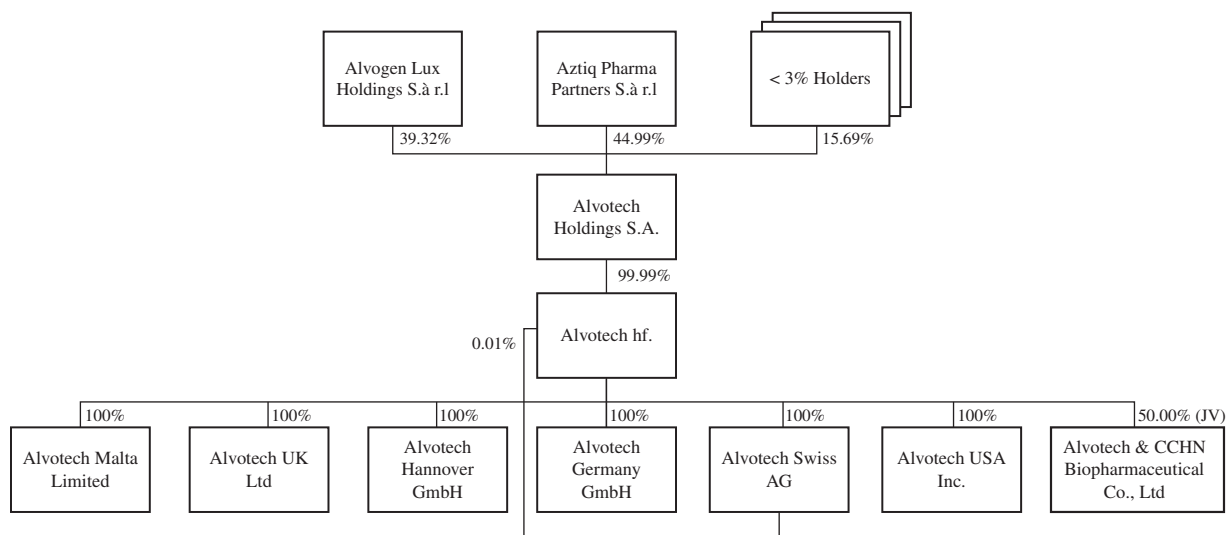 Alvogen Lux
Holdings S.à r.l
Aztiq Pharma
Partners S.à r.l
< 3% Holders
39.32%
44.99%
15.69%
Alvotech
Holdings S.A.
99.99%
Alvotech hf.
0.01%
100%
100%
100%
100%
100%
100%
50.00% (JV)
Alvotech Malta
Limited
Alvotech UK
Ltd
Alvotech
Hannover
GmbH
Alvotech
Germany
GmbH
Alvotech Swiss
AG
Alvotech USA
Inc.
Alvotech & CCHN
Biopharmaceutical
Co., Ltd